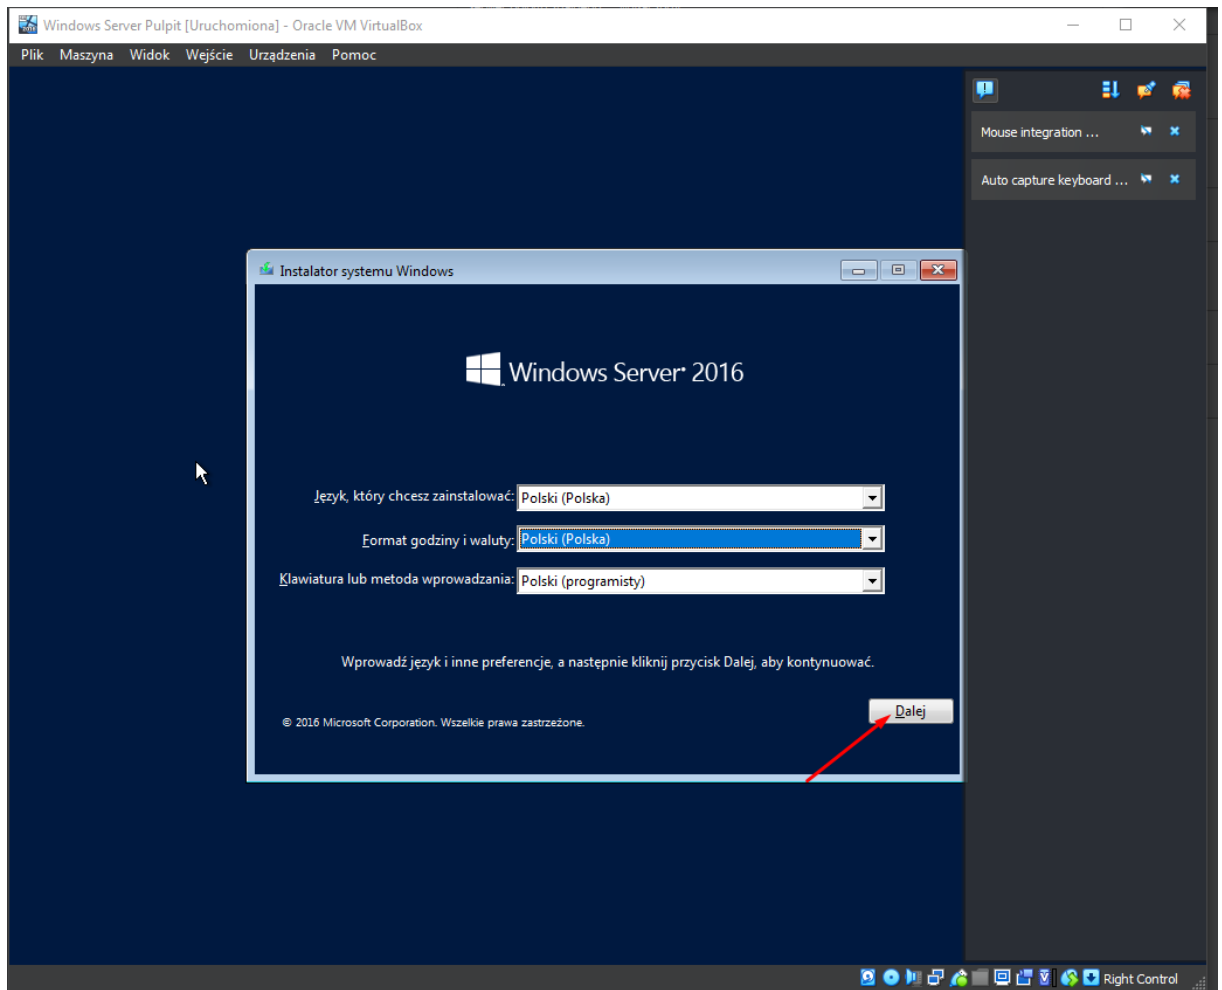 Windows Server Pulpit [Uruchomiona] - Oracle VM VirtualBox
Plik Maszyna Widok Wejście Urządzenia Pomoc
Mouse integration ...
Auto capture keyboard ...
Instalator systemu Windows
Windows Server 2016
Język, który chcesz zainstalować: Polski (Polska)
Format godziny i waluty: Polski (Polska)
Klawiatura lub metoda wprowadzania: Polski (programisty)
Wprowadź język i inne preferencje, a następnie kliknij przycisk Dalej, aby kontynuować.
Dalej
© 2016 Microsoft Corporation. Wszelkie prawa zastrzeżone.
Right Control